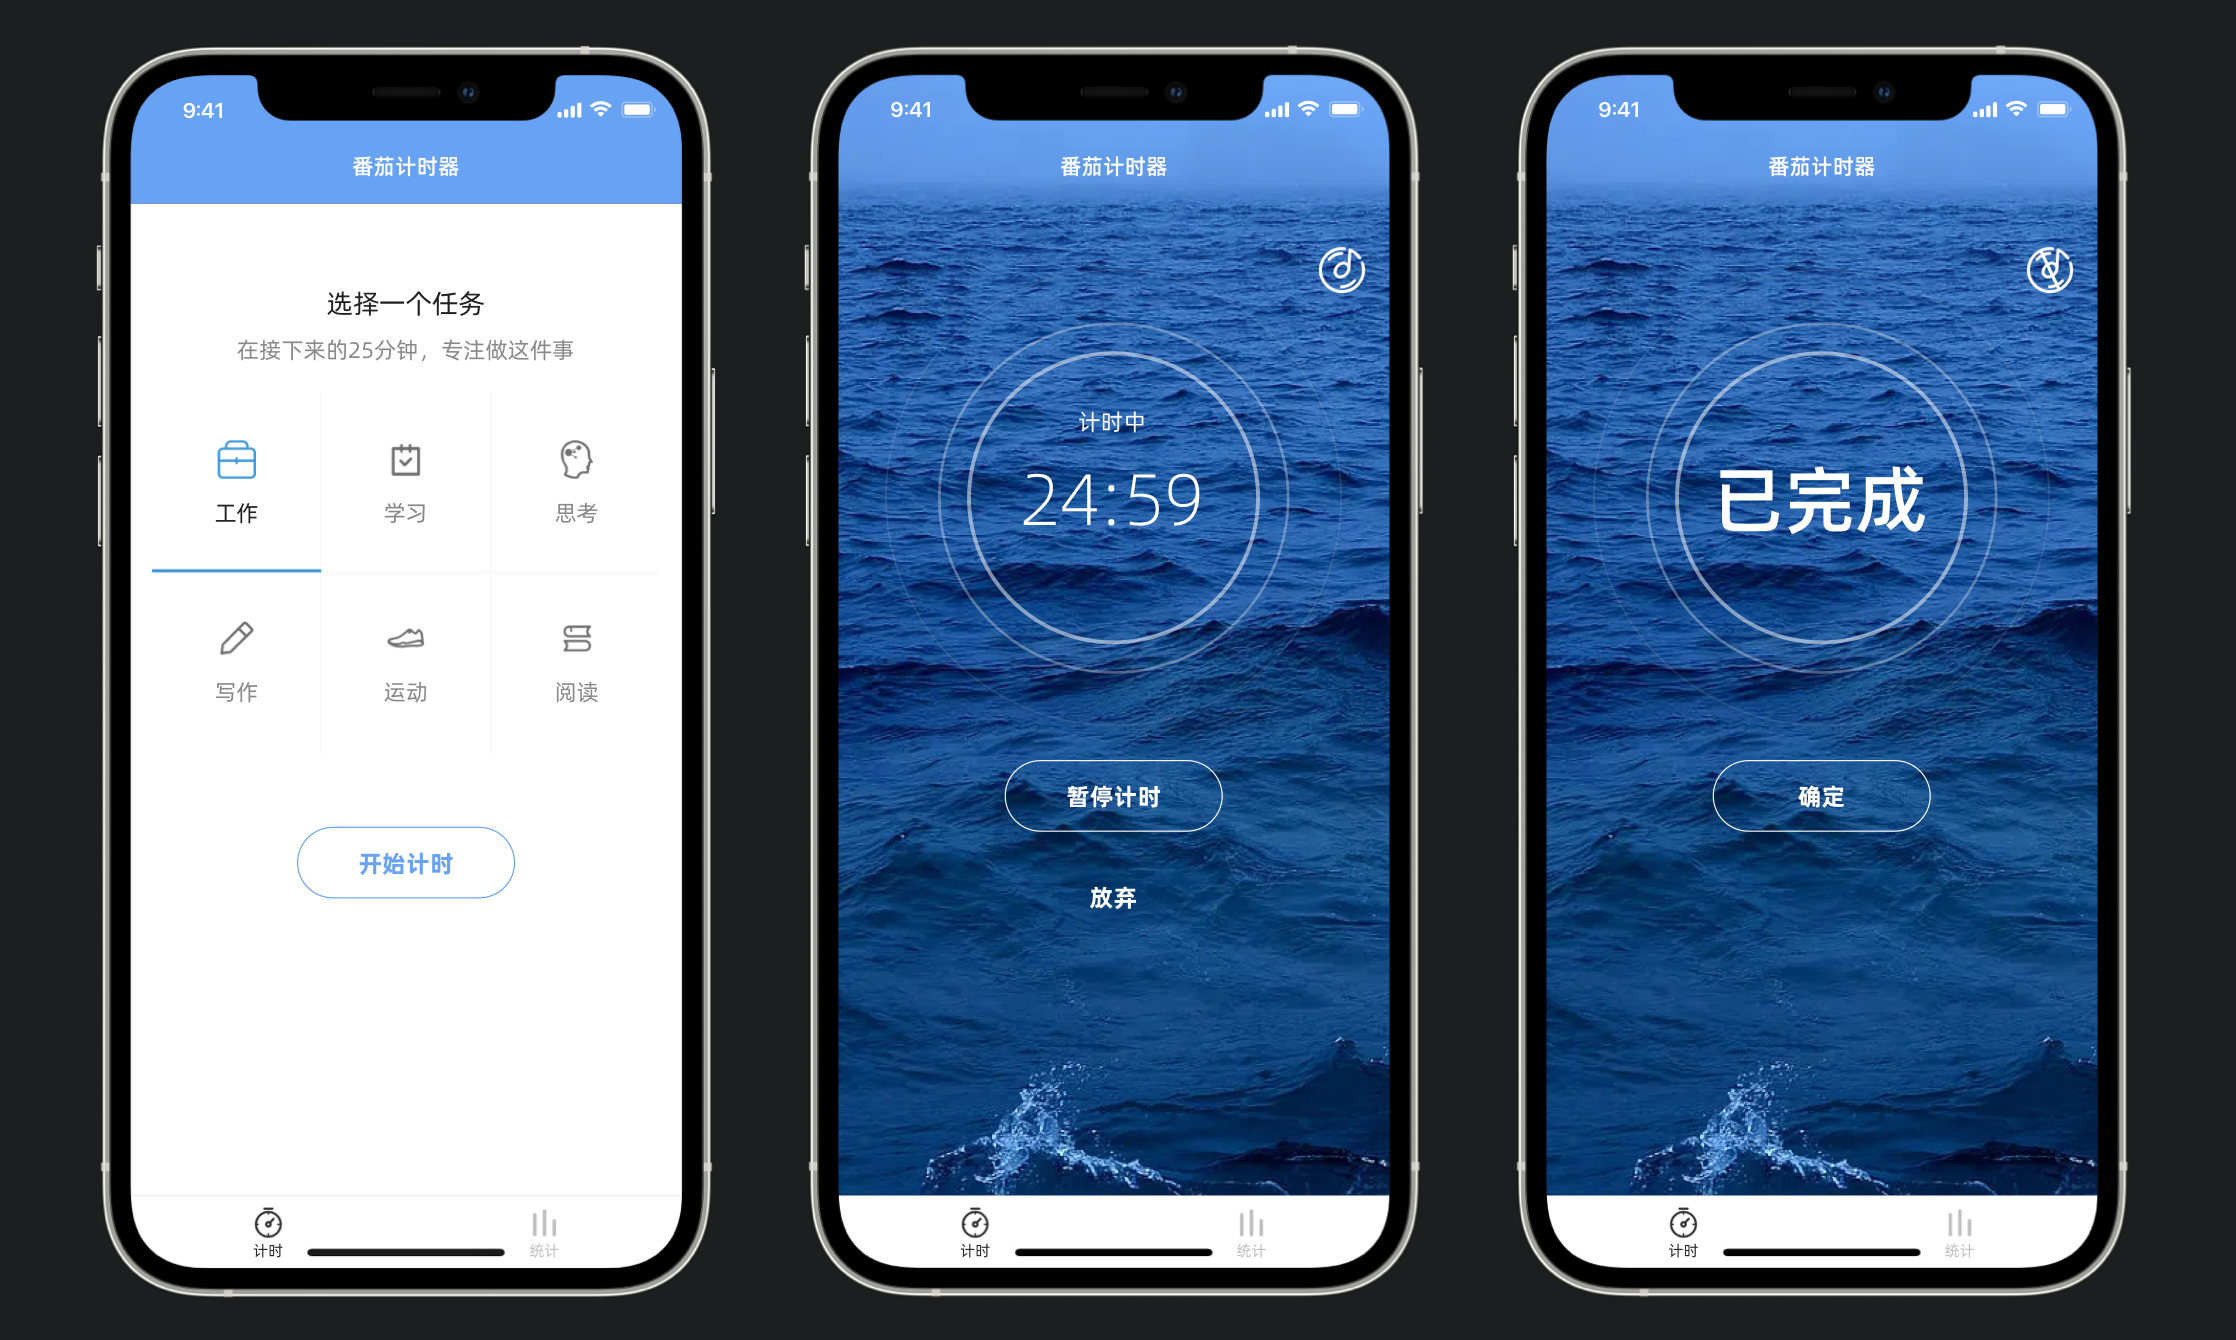 9:41
番茄计时器
选择一个任务
在接下来的25分钟，专注做这件事
工作
学习
思考
写作
运动
阅读
开始计时
计时
统计
9:41
番茄计时器
计时中
24:59
暂停计时
放弃
计时
统计
9:41
番茄计时器
已完成
确定
计时
统计